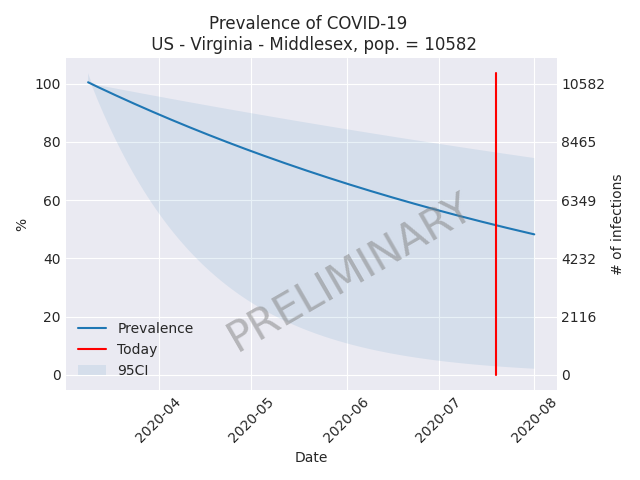 Prevalence of COVID-19
US - Virginia - Middlesex, pop. = 10582
100
80
60
40
20
0
%
10582
8465
6349
4232
2116
0
# of infections
PRELIMINARY
Prevalence
Today
95CI
2020-04
2020-05
2020-06
2020-07
2020-08
Date